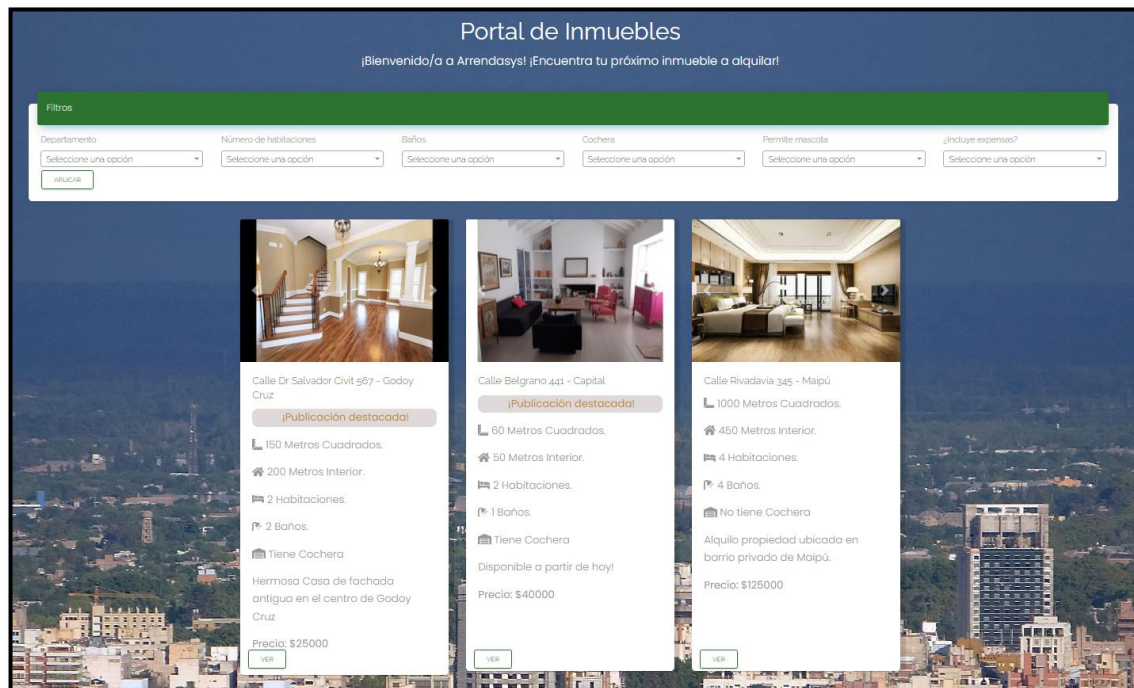 Portal de Inmuebles
¡Bienvenido/a a Arrendasys! ¡Encuentra tu próximo inmueble a alquilar!
Filtros
Departamento
Seleccione una opción
Número de habitaciones
Seleccione una opción
Baños
Seleccione una opción
Cochera
Seleccione una opción
Permite mascota
Seleccione una opción
¿Incluye expensas?
Seleccione una opción
APLICAR
Calle Dr Salvador Civit 567 - Godoy
Cruz
¡Publicación destacada!
150 Metros Cuadrados.
200 Metros Interior.
2 Habitaciones.
2 Baños.
Tiene Cochera
Hermosa Casa de fachada
antigua en el centro de Godoy
Cruz
Precio: $25000
VER
Calle Belgrano 441 - Capital
¡Publicación destacada!
60 Metros Cuadrados.
50 Metros Interior.
2 Habitaciones.
1 Baños.
Tiene Cochera
Disponible a partir de hoy!
Precio: $40000
VER
Calle Rivadavia 345 - Maipú
1000 Metros Cuadrados.
450 Metros Interior.
4 Habitaciones.
4 Baños.
No tiene Cochera
Alquilo propiedad ubicada en
barrio privado de Maipú.
Precio: $125000
VER